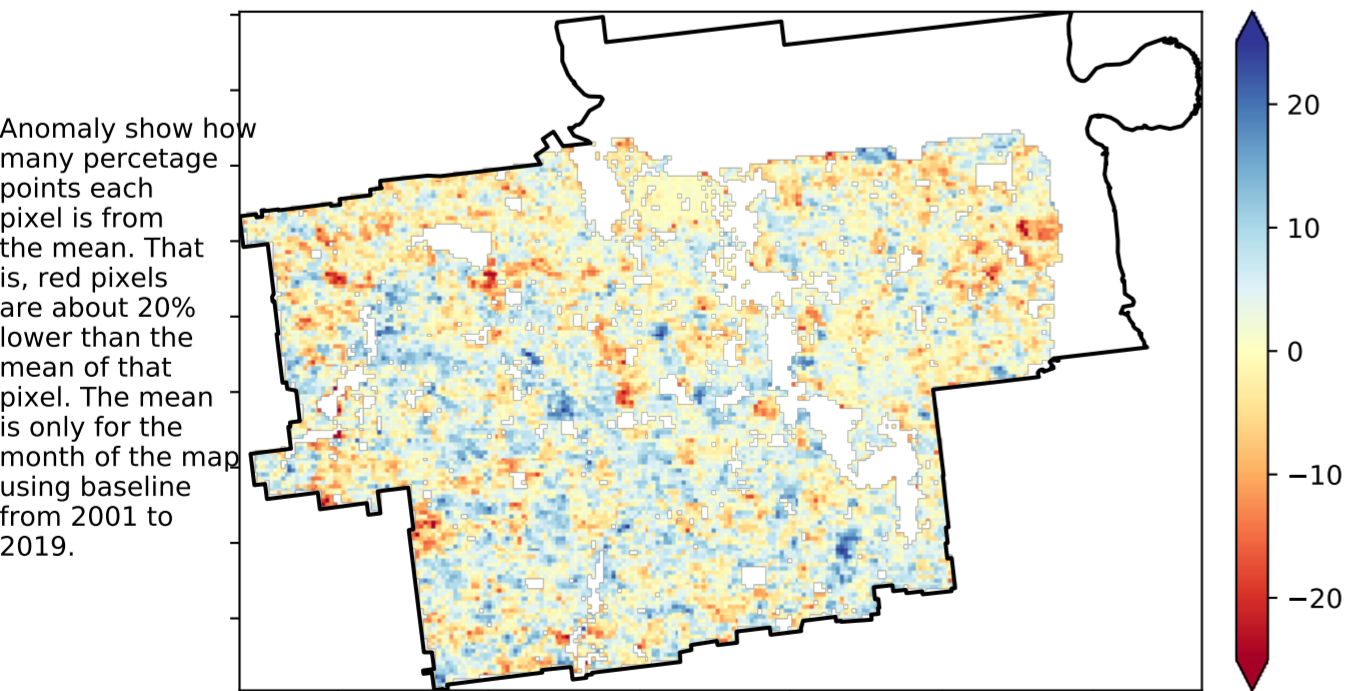 Anomaly show how
many percetage
points each
pixel is from
the mean. That
is, red pixels
are about 20%
lower than the
mean of that
pixel. The mean
is only for the
month of the map
using baseline
from 2001 to
2019.
20
10
0
−10
−20